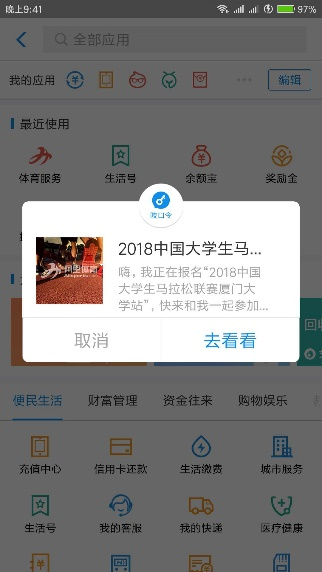 晚上9:41
97%
全部应用
我的应用
编辑
最近使用
体育服务
生活号
余额宝
奖励金
吱口令
2018中国大学生马...
嗨，我正在报名“2018中国
大学生马拉松联赛厦门大
学站”，快来和我一起参加...
阿里体育
取消
去看看
回收
便民生活
财富管理
资金往来
购物娱乐
充值中心
信用卡还款
生活缴费
城市服务
生活号
我的客服
我的快递
医疗健康